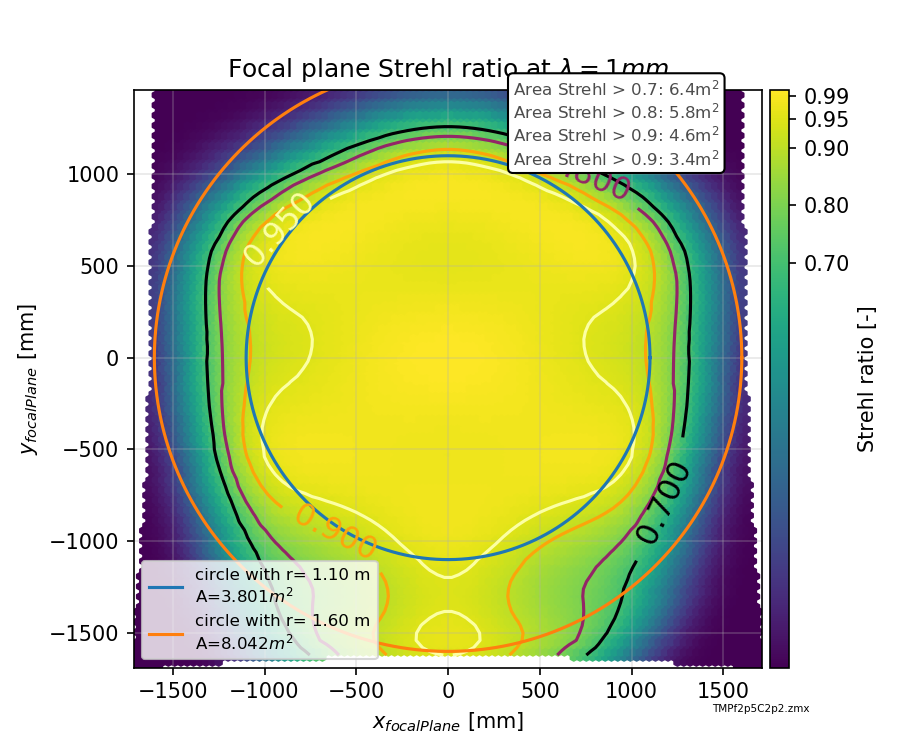 Focal plane Strehl ratio at λ = 1mm
Area Strehl > 0.7: 6.4m²
Area Strehl > 0.8: 5.8m²
Area Strehl > 0.9: 4.6m²
Area Strehl > 0.9: 3.4m²
0.99
0.95
0.90
0.80
0.70
Strehl ratio [-]
1000
500
0
−500
−1000
−1500
y_focalPlane [mm]
0.950
0.900
0.700
circle with r= 1.10 m
A=3.801m²
circle with r= 1.60 m
A=8.042m²
−1500 −1000 −500 0 500 1000 1500
TMPf2p5C2p2.zmx
x_focalPlane [mm]